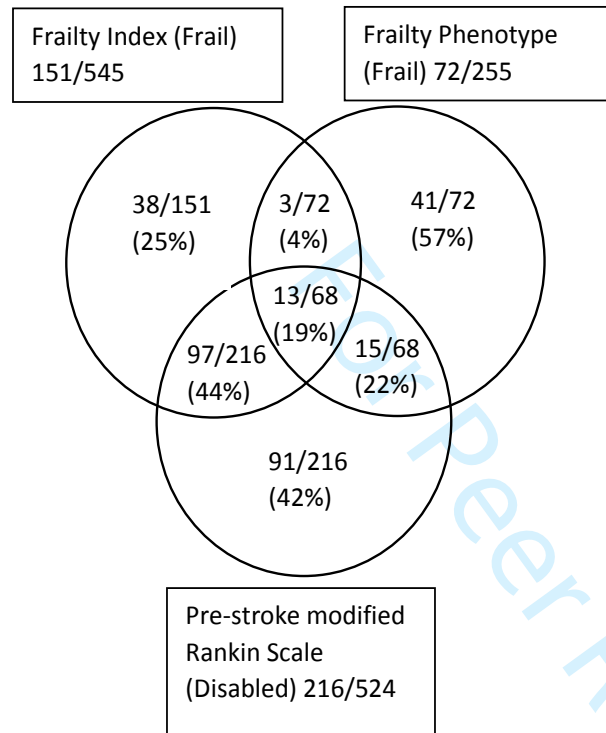 Frailty Index (Frail)
151/545
Frailty Phenotype
(Frail) 72/255
38/151
(25%)
3/72
(4%)
41/72
(57%)
13/68
(19%)
97/216
(44%)
15/68
(22%)
91/216
(42%)
Pre-stroke modified
Rankin Scale
(Disabled) 216/524
For Peer R